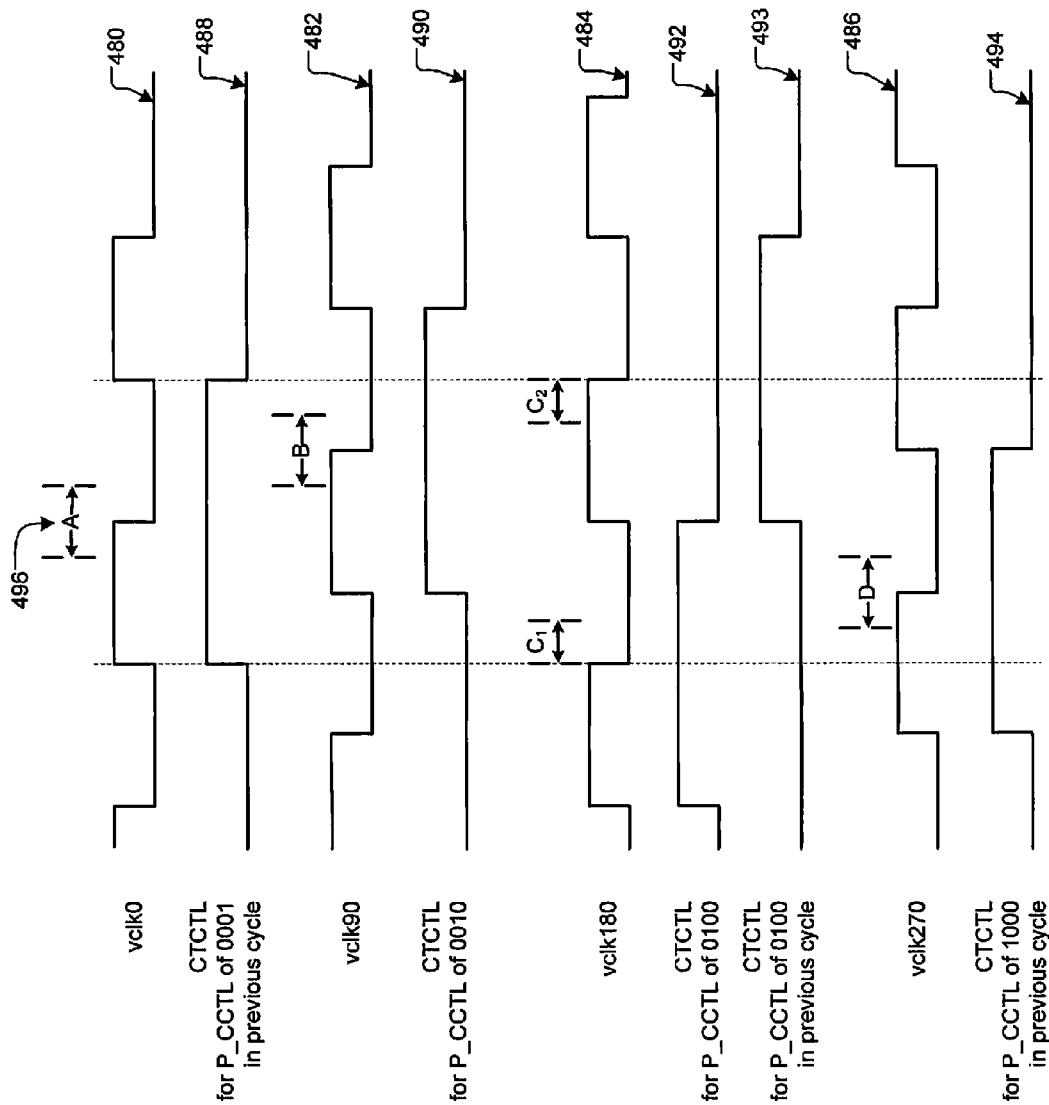 496
A
vclk0
480
CTCTL
for P_CCTL of 0001
in previous cycle
488
B
vclk90
482
CTCTL
for P_CCTL of 0010
490
C1
C2
vclk180
484
CTCTL
for P_CCTL of 0100
492
CTCTL
for P_CCTL of 0100
in previous cycle
493
D
vclk270
486
CTCTL
for P_CCTL of 1000
in previous cycle
494